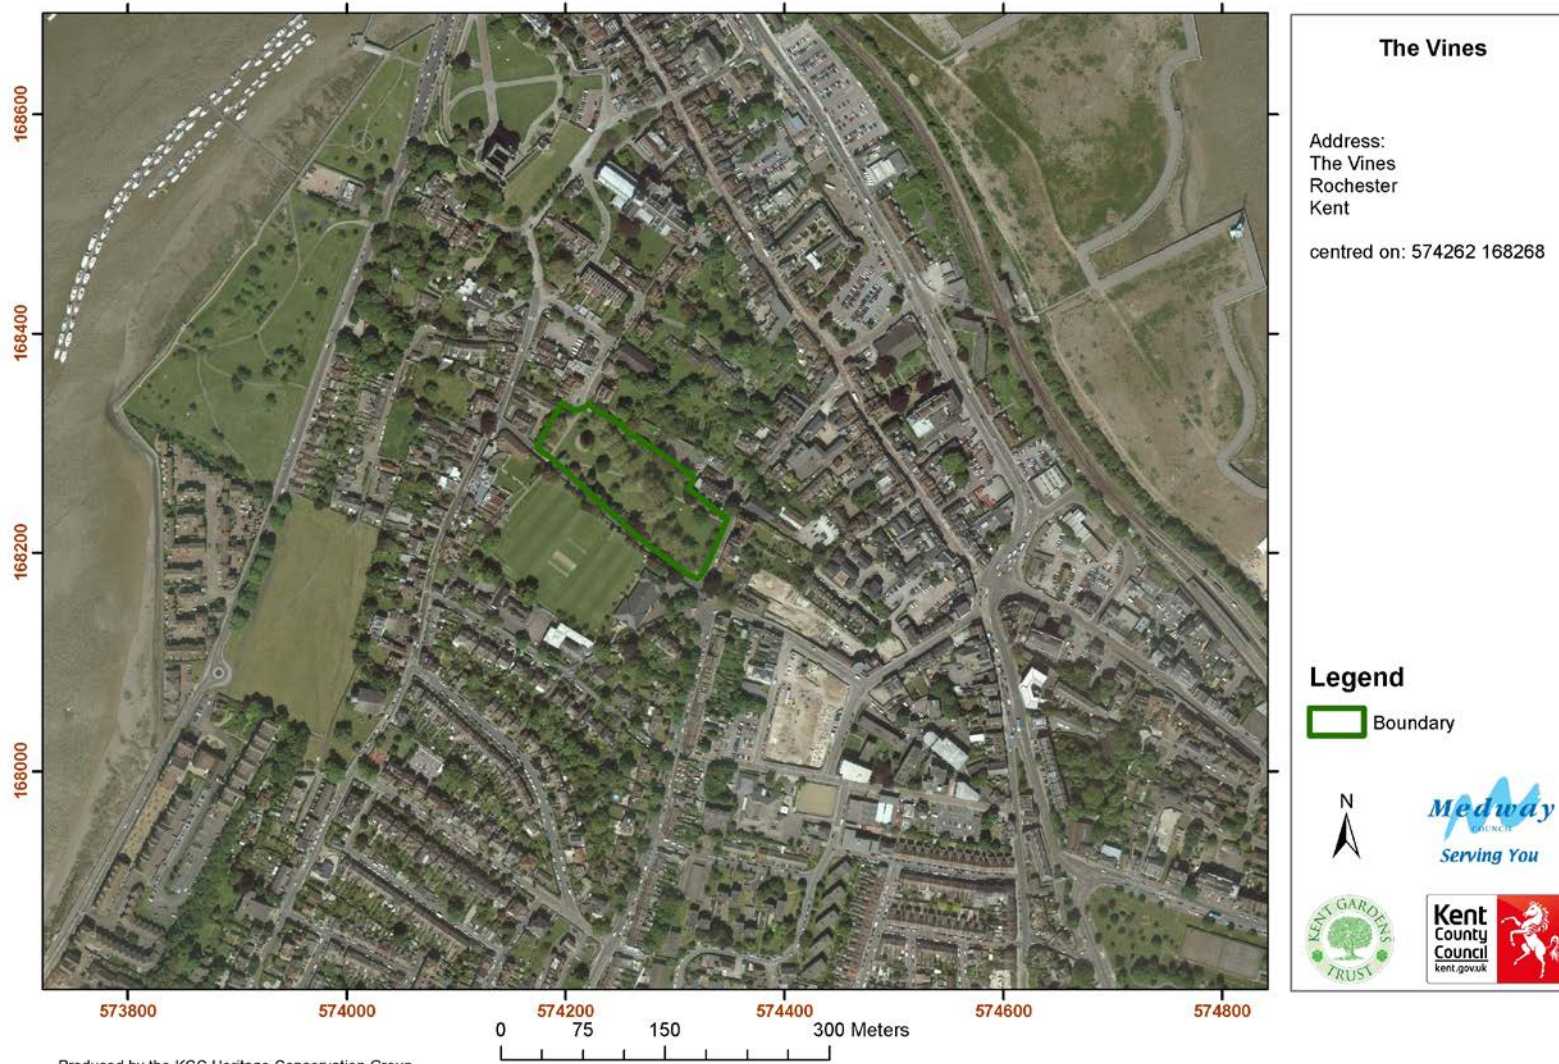 The Vines
Address:
The Vines
Rochester
Kent
centred on: 574262 168268
Legend
Boundary
N
Medway
COUNCIL
Serving You
KENT GARDENS TRUST
Kent
County
Council
kent.gov.uk
168600
168400
168200
168000
573800 574000 574200 574400 574600 574800
0 75 150 300 Meters
Produced by the KCC Heritage Conservation Group